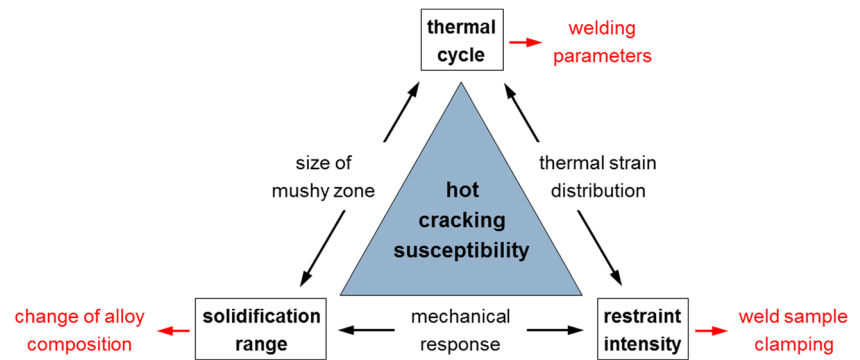 thermal
cycle
welding
parameters
size of
mushy zone
thermal strain
distribution
hot
cracking
susceptibility
change of alloy
composition
solidification
range
mechanical
response
restraint
intensity
weld sample
clamping